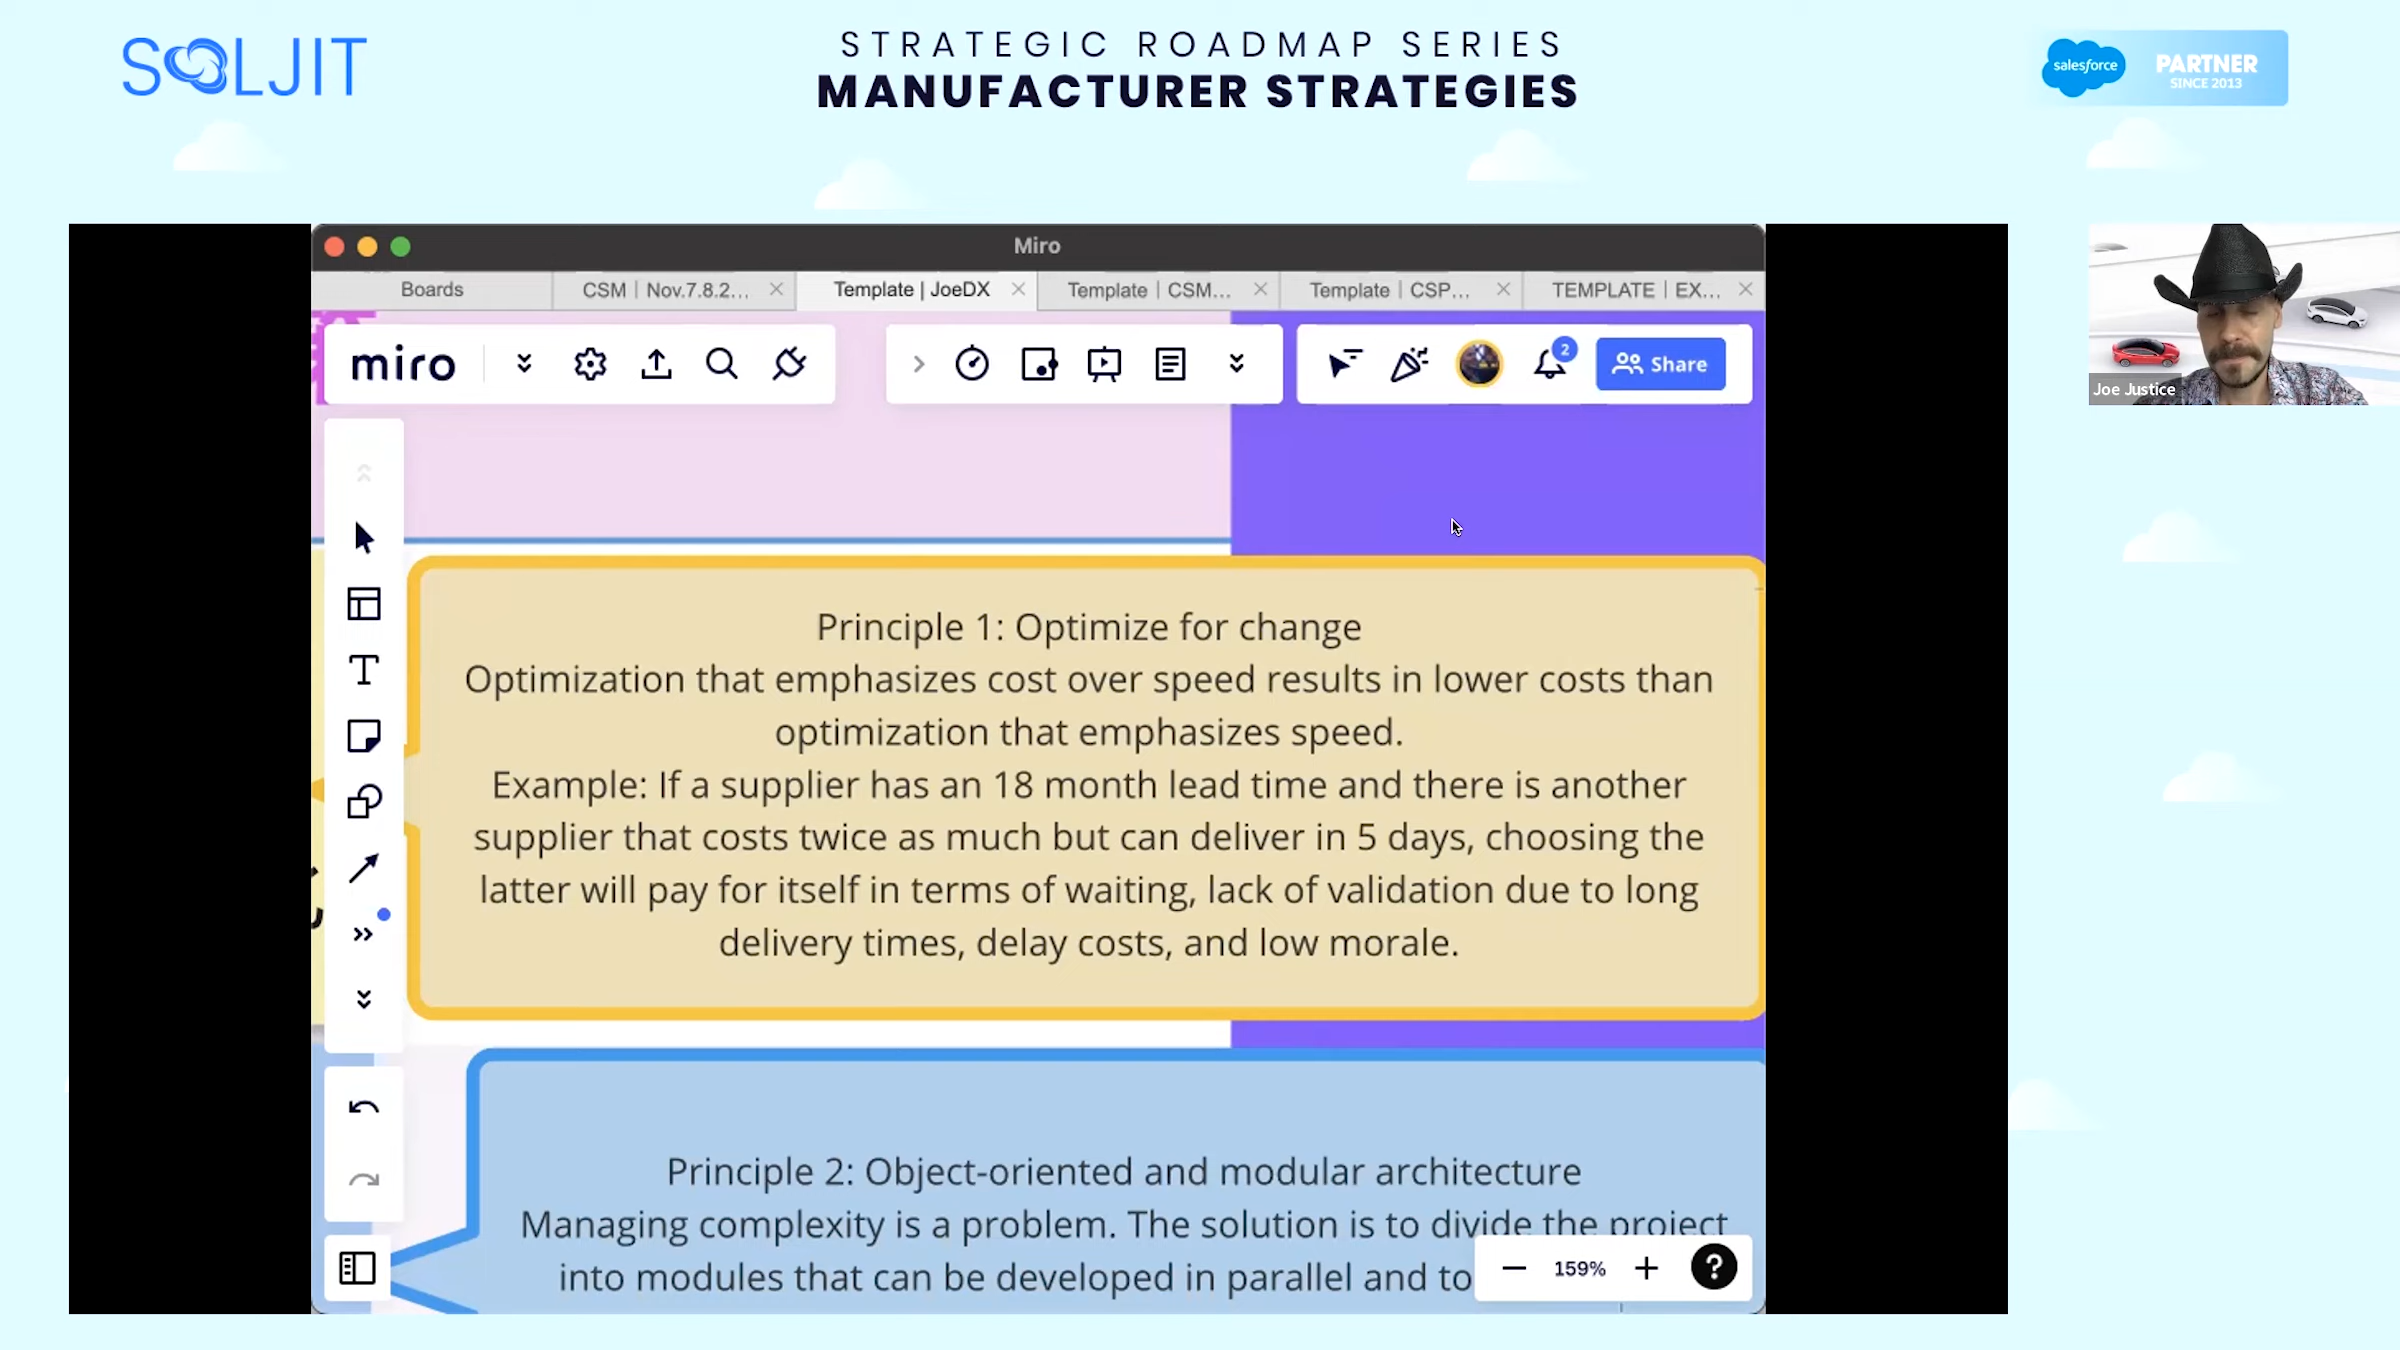 SOLJIT
STRATEGIC ROADMAP SERIES
MANUFACTURER STRATEGIES
salesforce
PARTNER
SINCE 2013
Miro
Boards
CSM | Nov.7.8.2...
Template | JoeDX
Template | CSM...
Template | CSP...
TEMPLATE | EX...
miro
2
Share
Joe Justice
Principle 1: Optimize for change
Optimization that emphasizes cost over speed results in lower costs than
optimization that emphasizes speed.
Example: If a supplier has an 18 month lead time and there is another
supplier that costs twice as much but can deliver in 5 days, choosing the
latter will pay for itself in terms of waiting, lack of validation due to long
delivery times, delay costs, and low morale.
Principle 2: Object-oriented and modular architecture
Managing complexity is a problem. The solution is to divide the project
into modules that can be developed in parallel and to
159%